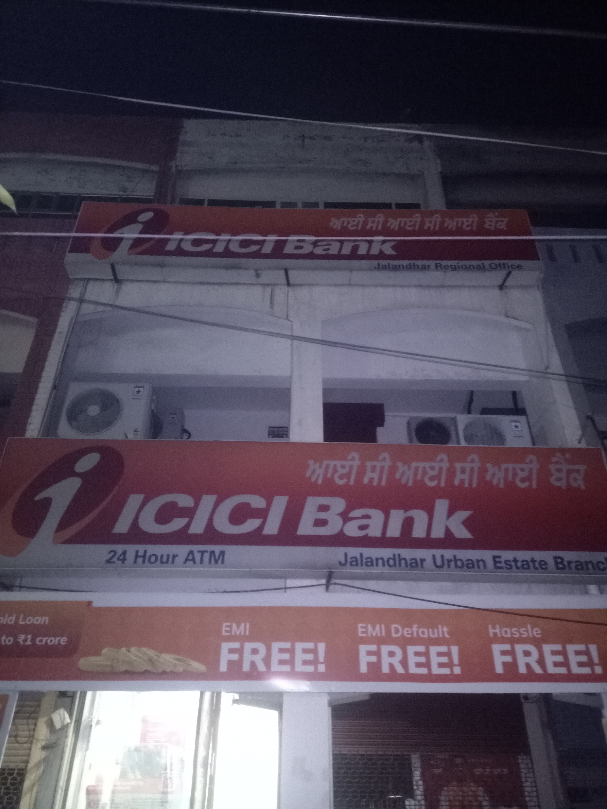 ਆਈ ਸੀ ਆਈ ਸੀ ਆਈ ਬੈਂਕ
ICICI Bank
Jalandhar Regional Office
ਆਈ ਸੀ ਆਈ ਸੀ ਆਈ ਬੈਂਕ
ICICI Bank
24 Hour ATM Jalandhar Urban Estate Branch
Loan
to ₹1 crore
EMI
FREE!
EMI Default
FREE!
Hassle
FREE!